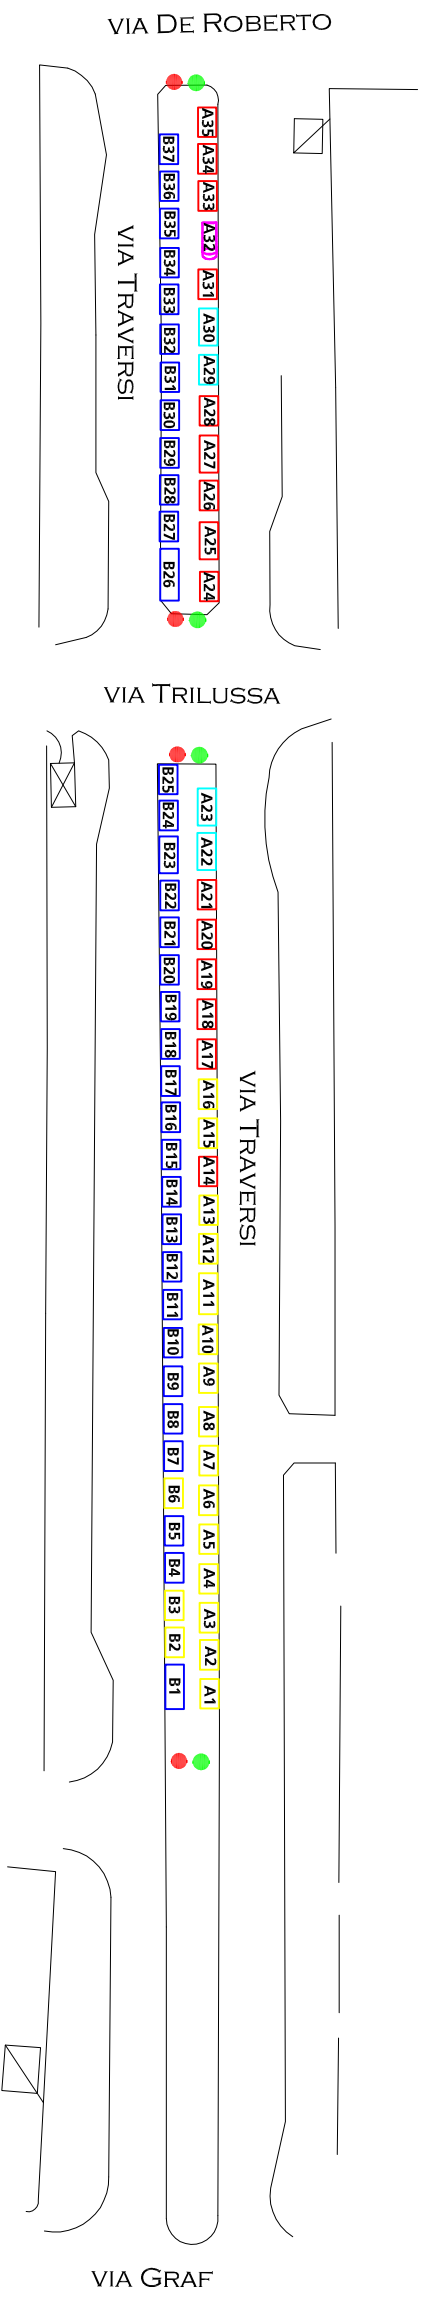 VIA DE ROBERTO
A35
B37
A34
B36
A33
B35
A32
VIA TRAVERSI
B34
A31
B33
A30
B32
A29
B31
A28
B30
A27
B29
A26
B28
A25
B27
B26
A24
VIA TRILUSSA
B25
A23
B24
A22
B23
A21
B22
A20
B21
A19
B20
A18
B19
A17
B18
A16
B17
A15
B16
A14
B15
VIA TRAVERSI
A13
B14
A12
B13
A11
B12
B11
A10
B10
A9
B9
A8
B8
A7
B7
A6
B6
A5
B5
A4
B4
A3
B3
A2
B2
A1
B1
VIA GRAF